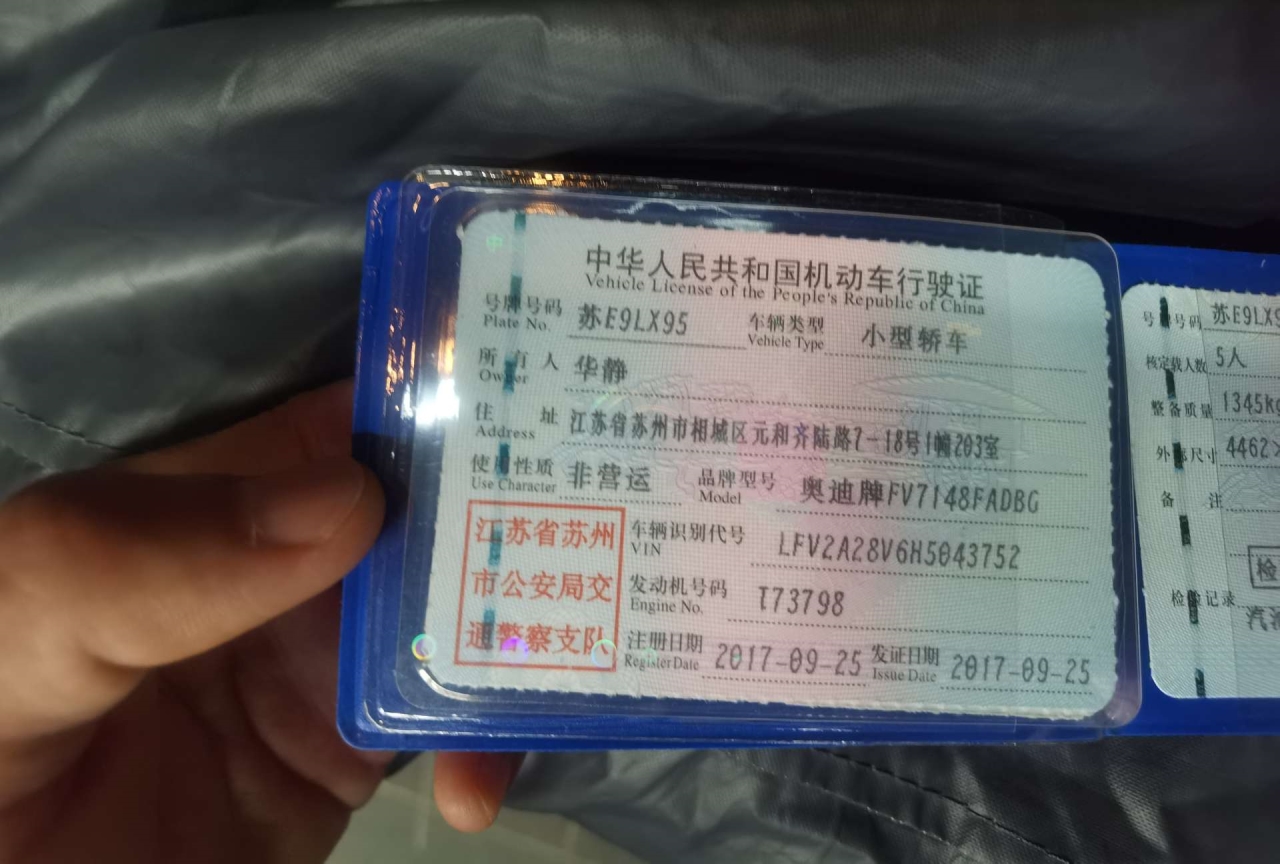 中华人民共和国机动车行驶证
Vehicle License of the People's Republic of China
号牌号码 苏E9LX95 车辆类型 小型轿车
Plate No. Vehicle Type
所有人 华静
Owner
住址 江苏省苏州市相城区元和齐陆路7-18号1幢203室
Address
使用性质 非营运 品牌型号 奥迪牌FV7148FADBG
Use Character Model
江苏省苏州
市公安局交
通警察支队
车辆识别代号 LFV2A28V6H5043752
VIN
发动机号码 T73798
Engine No.
注册日期 2017-09-25 发证日期 2017-09-25
Register Date Issue Date
号牌号码 苏E9LX9
核定载人数 5人
整备质量 1345kg
外廓尺寸 4462×
备注
检
检验记录